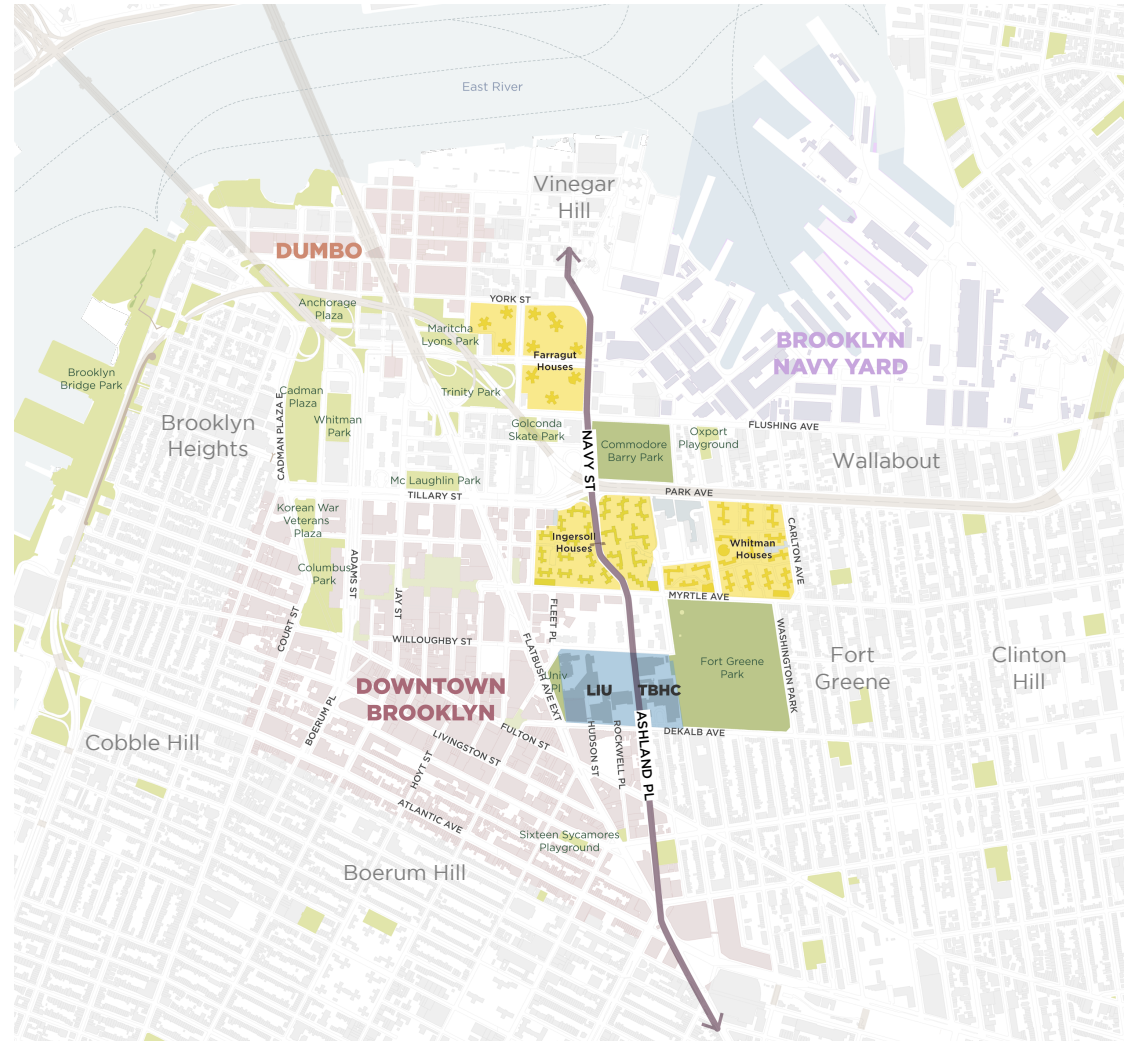 East River
Vinegar
Hill
DUMBO
YORK ST
Anchorage
Plaza
Maritcha
Lyons Park
Farragut
Houses
BROOKLYN
NAVY YARD
Brooklyn
Bridge Park
Trinity Park
Cadman
Plaza
CADMAN PLAZA E
Whitman
Park
Brooklyn
Heights
Golconda
Skate Park
NAVY ST
Commodore
Barry Park
Oxport
Playground
FLUSHING AVE
Wallabout
Mc Laughlin Park
TILLARY ST
PARK AVE
Korean War
Veterans
Plaza
Ingersoll
Houses
Whitman
Houses
CARLTON AVE
Columbus
Park
ADAMS ST
JAY ST
MYRTLE AVE
COURT ST
FLEET PL
WILLOUGHBY ST
FLATBUSH AVE EXT
WASHINGTON PARK
Fort Greene
Park
Fort
Greene
Clinton
Hill
Univ
Pl
LIU
TBHC
DOWNTOWN
BROOKLYN
BOERUM PL
ASHLAND PL
DEKALB AVE
Cobble Hill
FULTON ST
LIVINGSTON ST
HUDSON ST
ROCKWELL PL
HOYT ST
ATLANTIC AVE
Sixteen Sycamores
Playground
Boerum Hill